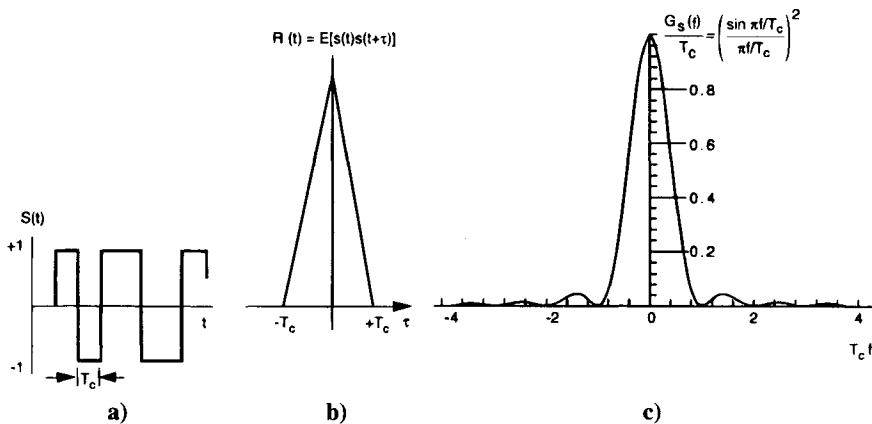 S(t)
+1
-1
t
T_c
a)
R (t) = E[s(t)s(t+τ)]
-T_c
+T_c
τ
b)
G_s(f)/T_c = (sin πf/T_c / πf/T_c)^2
0.8
0.6
0.4
0.2
-4 -2 0 2 4
T_c f
c)